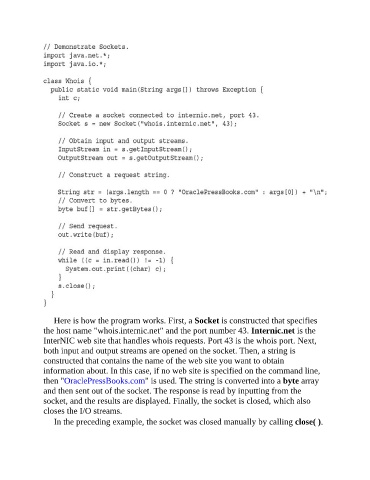 // Demonstrate Sockets.
import java.net.*;
import java.io.*;
class Whois {
public static void main(String args[]) throws Exception {
int c;
// Create a socket connected to internic.net, port 43.
Socket s = new Socket("whois.internic.net", 43);
// Obtain input and output streams.
InputStream in = s.getInputStream();
OutputStream out = s.getOutputStream();
// Construct a request string.
String str = (args.length == 0 ? "OraclePressBooks.com" : args[0]) + "\n";
// Convert to bytes.
byte buf[] = str.getBytes();
// Send request.
out.write(buf);
// Read and display response.
while ((c = in.read()) != -1) {
System.out.print((char) c);
}
s.close();
}
}
Here is how the program works. First, a Socket is constructed that specifies
the host name "whois.internic.net" and the port number 43. Internic.net is the
InterNIC web site that handles whois requests. Port 43 is the whois port. Next,
both input and output streams are opened on the socket. Then, a string is
constructed that contains the name of the web site you want to obtain
information about. In this case, if no web site is specified on the command line,
then "OraclePressBooks.com" is used. The string is converted into a byte array
and then sent out of the socket. The response is read by inputting from the
socket, and the results are displayed. Finally, the socket is closed, which also
closes the I/O streams.
In the preceding example, the socket was closed manually by calling close( ).